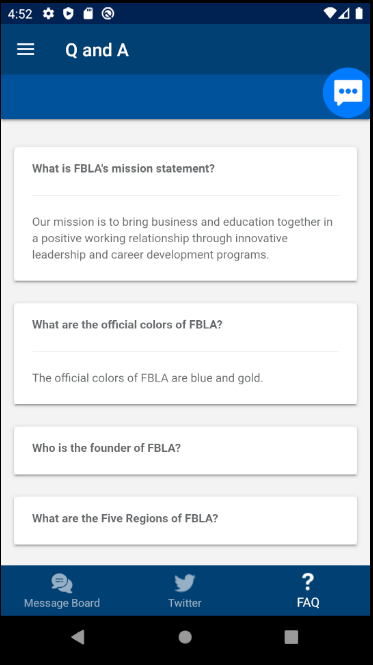 4:52
Q and A
What is FBLA's mission statement?
Our mission is to bring business and education together in
a positive working relationship through innovative
leadership and career development programs.
What are the official colors of FBLA?
The official colors of FBLA are blue and gold.
Who is the founder of FBLA?
What are the Five Regions of FBLA?
Message Board Twitter FAQ